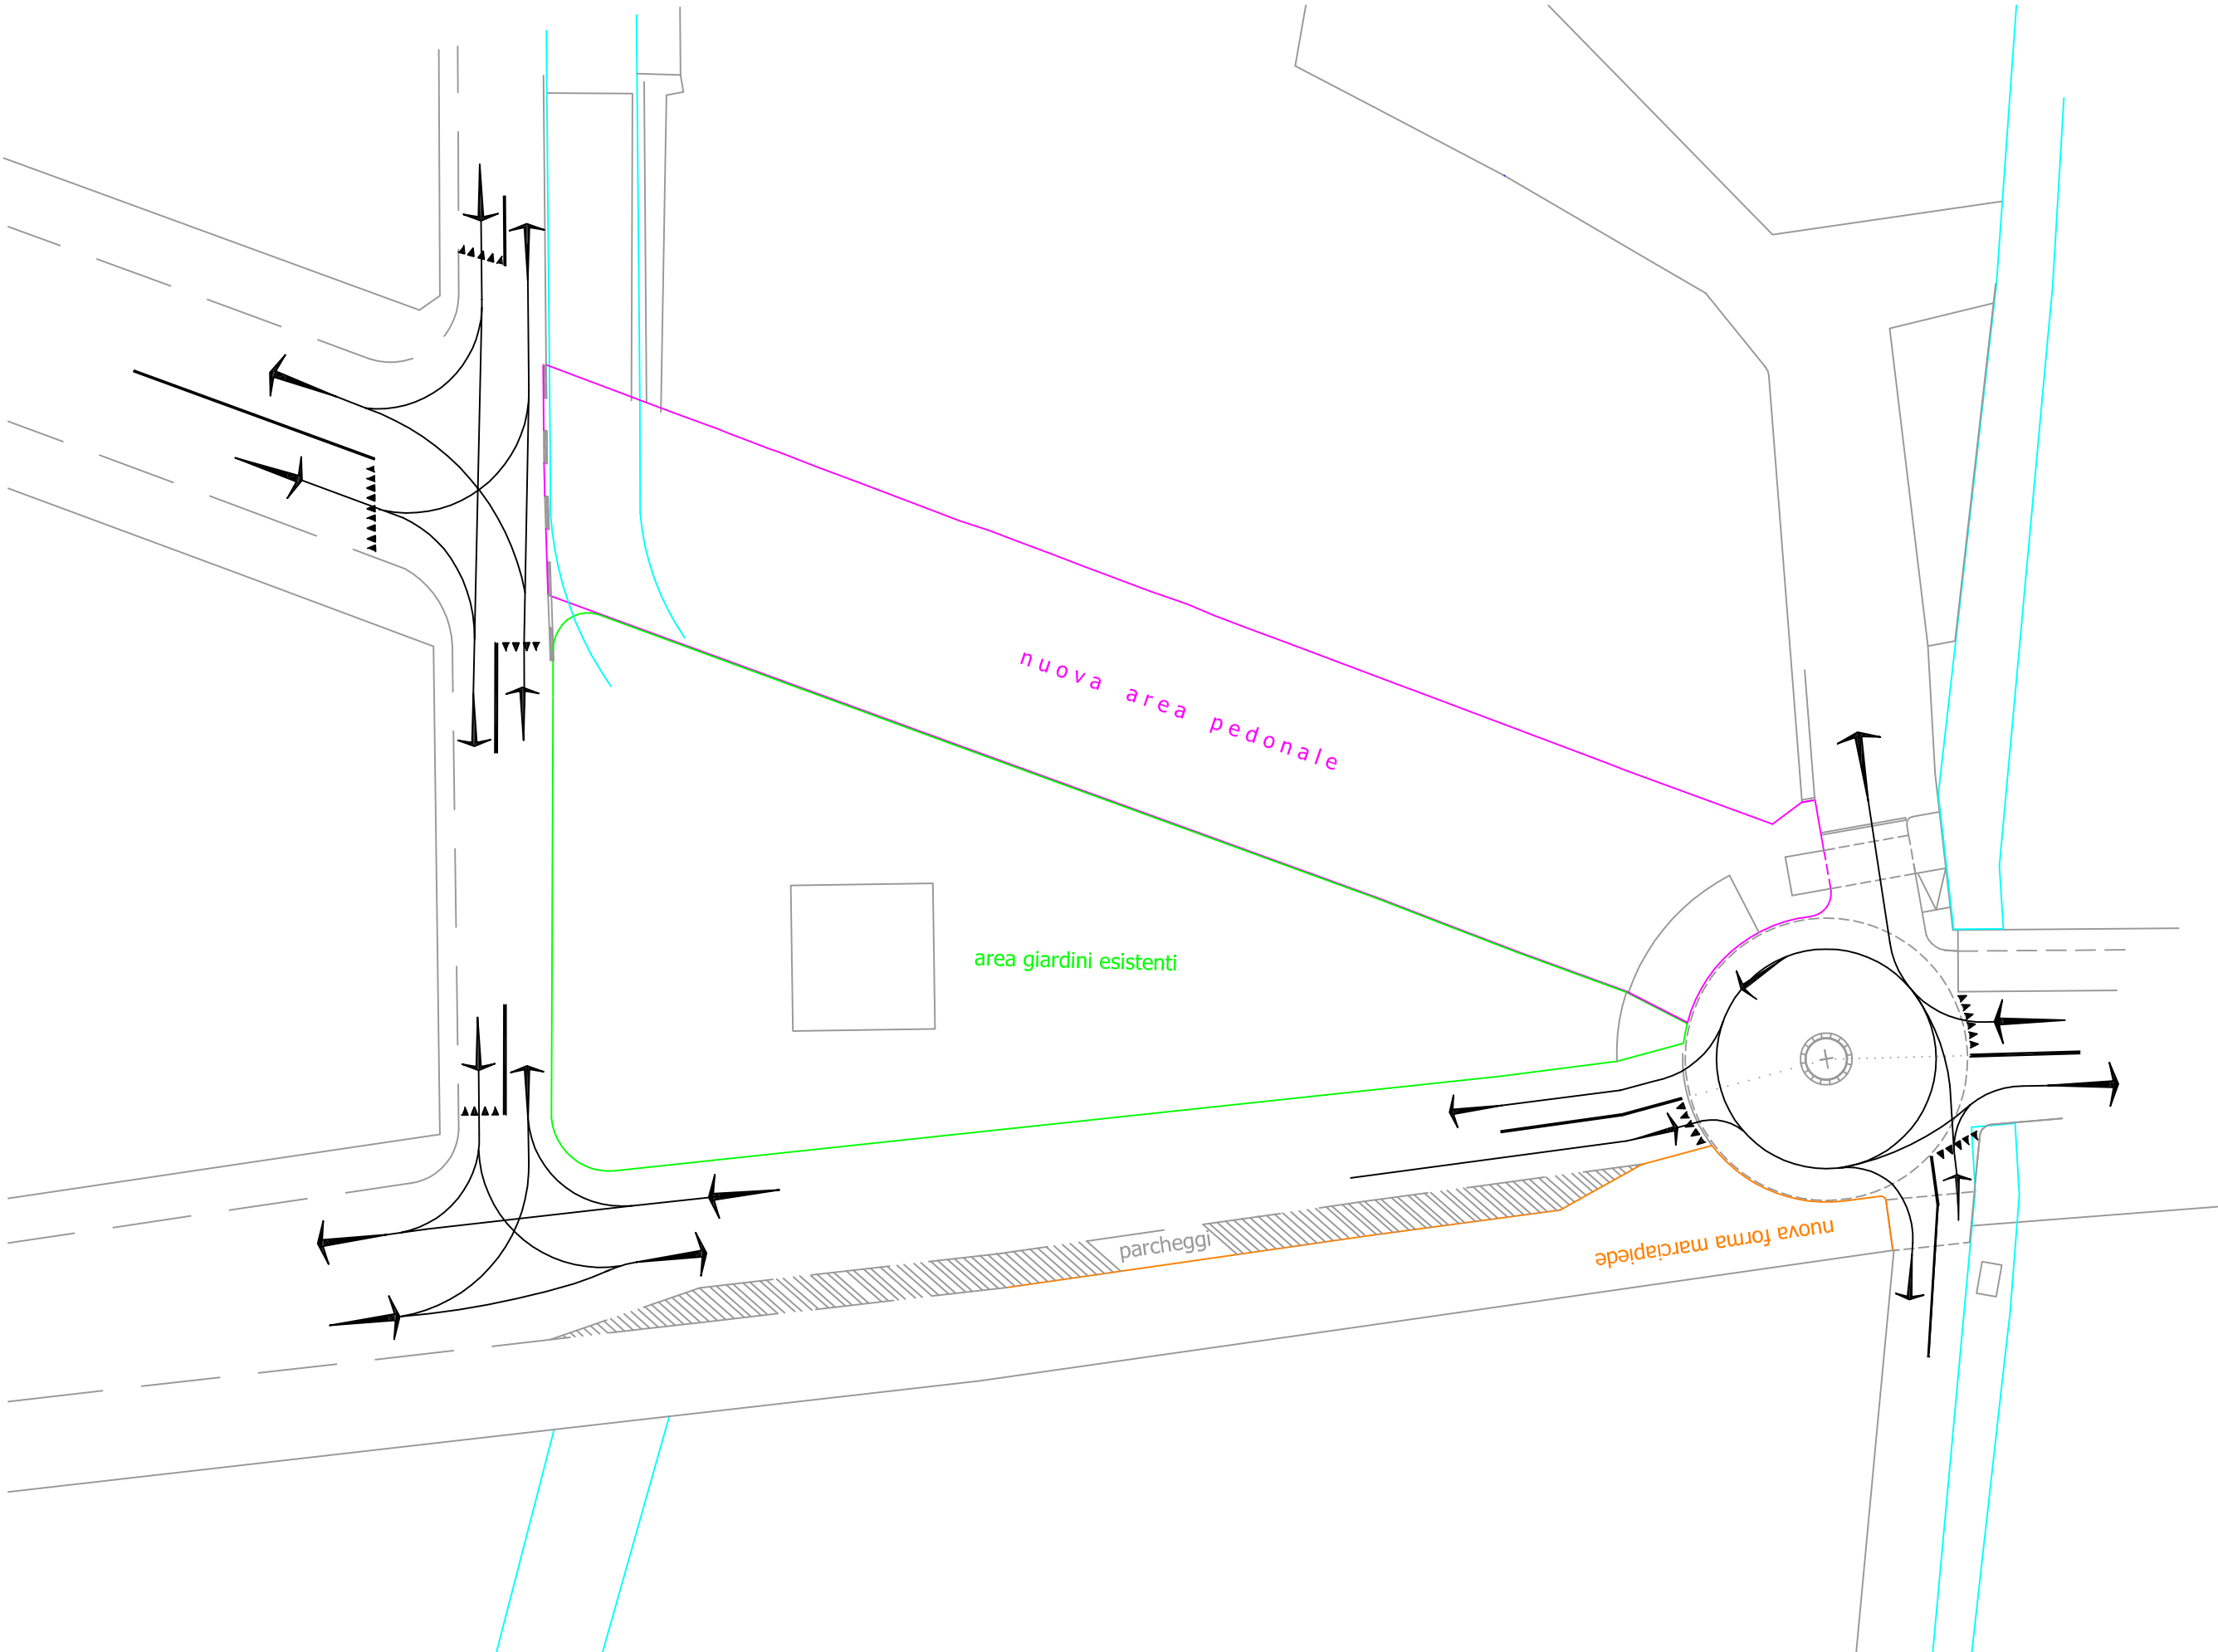 nuova area pedonale
area giardini esistenti
parcheggi
nuova forma marciapiede